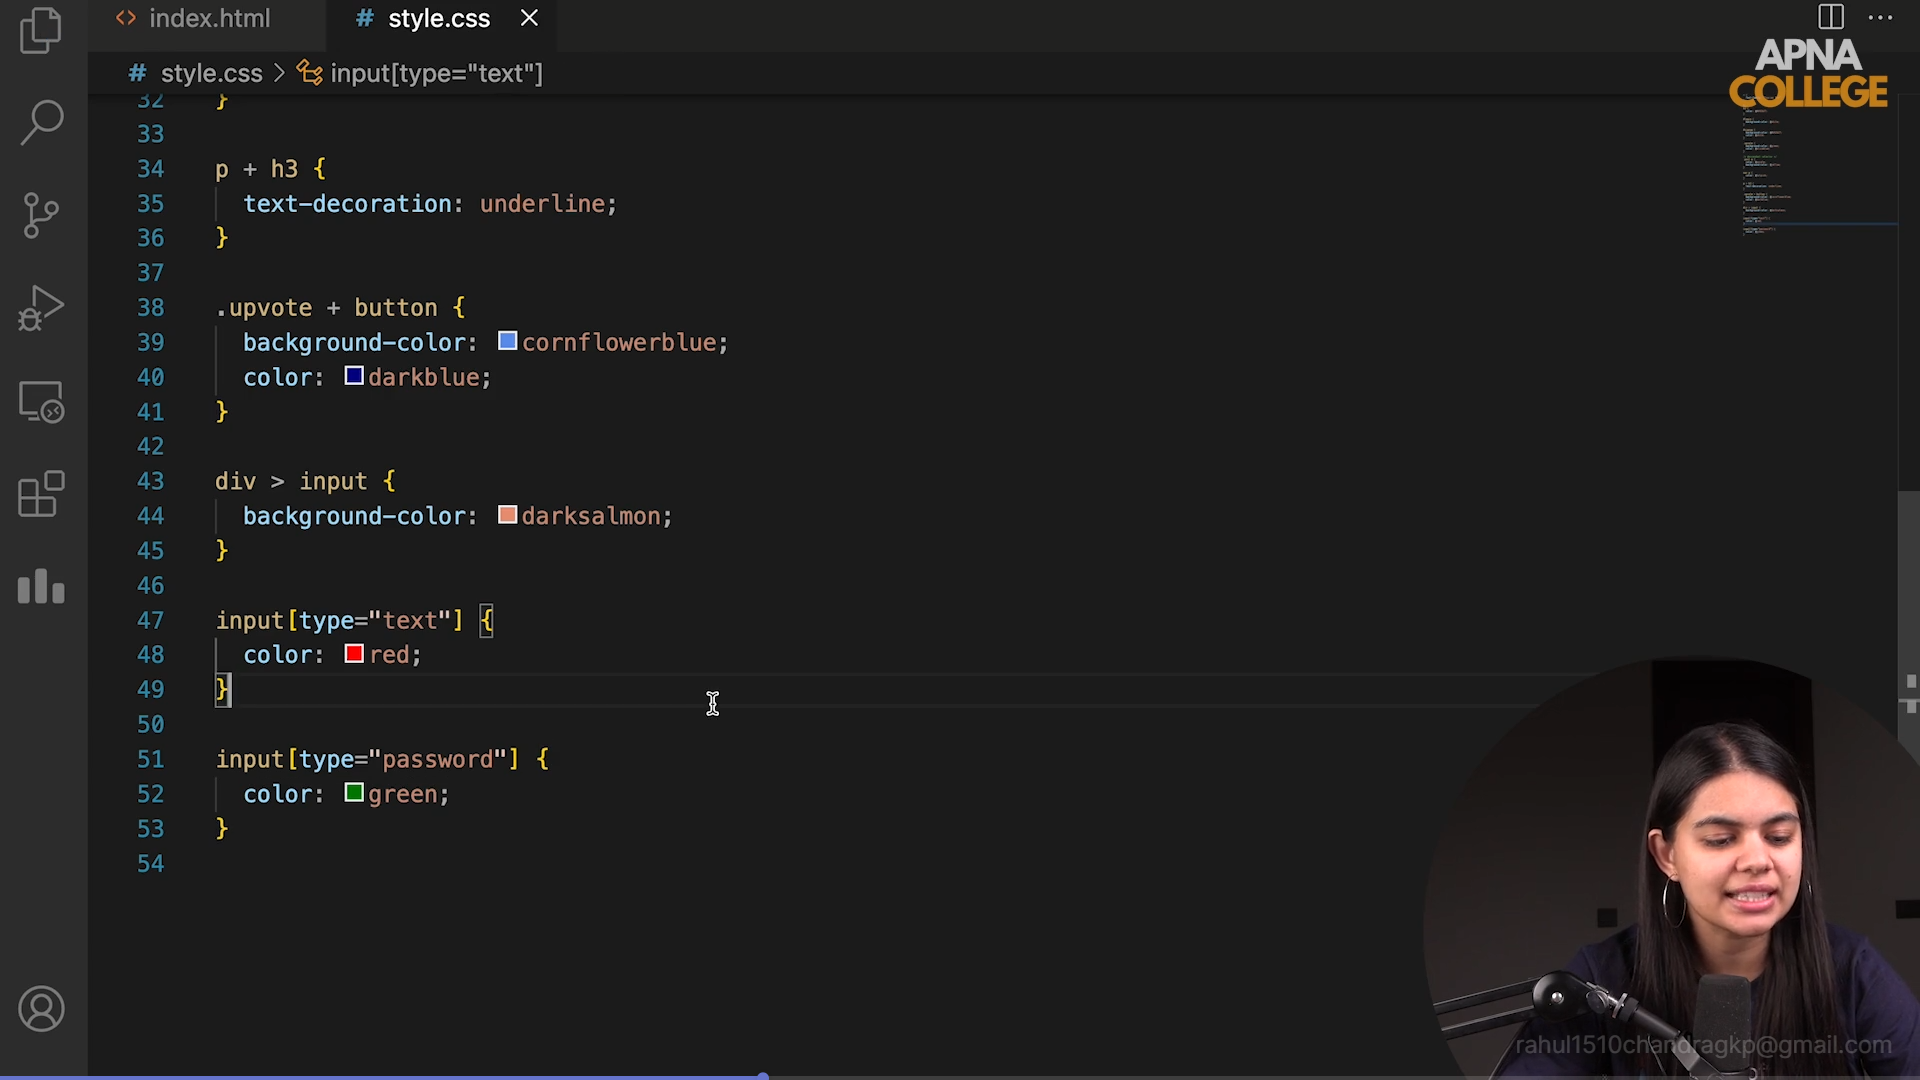 index.html
style.css
APNA
COLLEGE
# style.css > input[type="text"]
32 }
33
34 p + h3 {
35 text-decoration: underline;
36 }
37
38 .upvote + button {
39 background-color: cornflowerblue;
40 color: darkblue;
41 }
42
43 div > input {
44 background-color: darksalmon;
45 }
46
47 input[type="text"] {
48 color: red;
49 }
50
51 input[type="password"] {
52 color: green;
53 }
54
rahul1510chandragkp@gmail.com